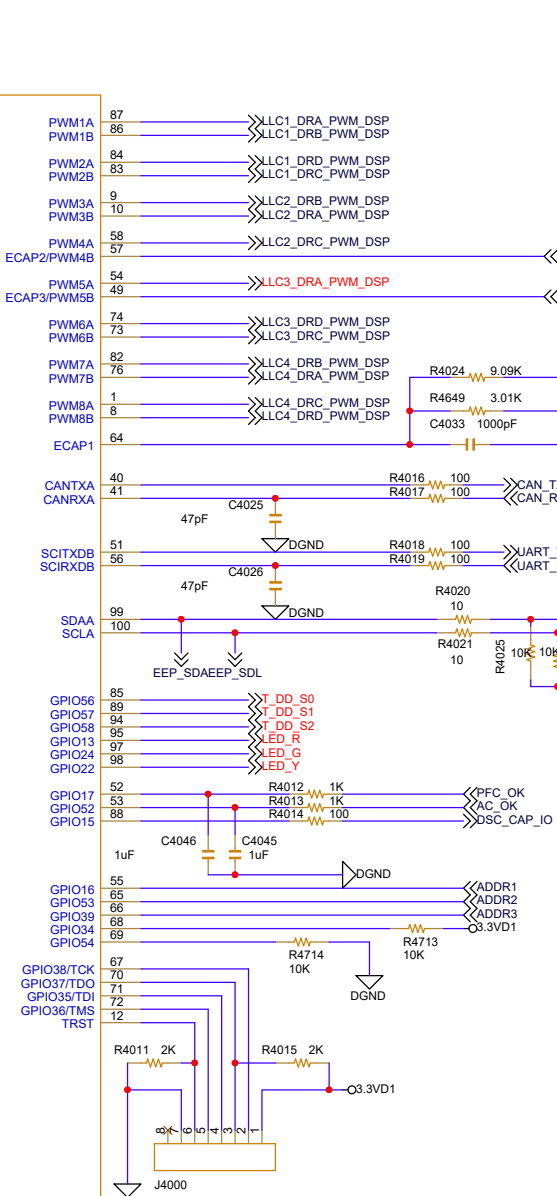 PWM1A 87 LLC1_DRA_PWM_DSP
PWM1B 86 LLC1_DRB_PWM_DSP
PWM2A 84 LLC1_DRD_PWM_DSP
PWM2B 83 LLC1_DRC_PWM_DSP
PWM3A 9 LLC2_DRB_PWM_DSP
PWM3B 10 LLC2_DRA_PWM_DSP
PWM4A 58 LLC2_DRC_PWM_DSP
ECAP2/PWM4B 57
PWM5A 54 LLC3_DRA_PWM_DSP
ECAP3/PWM5B 49
PWM6A 74 LLC3_DRD_PWM_DSP
PWM6B 73 LLC3_DRC_PWM_DSP
PWM7A 82 LLC4_DRB_PWM_DSP
PWM7B 76 LLC4_DRA_PWM_DSP
R4024 9.09K
PWM8A 1 LLC4_DRC_PWM_DSP
R4649 3.01K
PWM8B 8 LLC4_DRD_PWM_DSP
C4033 1000pF
ECAP1 64
CANTXA 40 R4016 100 CAN_T
CANRXA 41 R4017 100 CAN_R
C4025
47pF
DGND
SCITXDB 51 R4018 100 UART_
SCIRXDB 56 R4019 100 UART_
C4026
47pF
R4020
10
DGND
SDAA 99
SCLA 100
R4021
10
R4025
10K 10K
EEP_SDA EEP_SDL
GPIO56 85 T_DD_S0
GPIO57 89 T_DD_S1
GPIO58 94 T_DD_S2
GPIO13 95 LED_R
GPIO24 97 LED_G
GPIO22 98 LED_Y
GPIO17 52 R4012 1K PFC_OK
GPIO52 53 R4013 1K AC_OK
GPIO15 88 R4014 100 DSC_CAP_IO
C4046 C4045
1uF 1uF
DGND
GPIO16 55 ADDR1
GPIO53 65 ADDR2
GPIO39 66 ADDR3
GPIO34 68 3.3VD1
GPIO54 69
R4714 R4713
10K 10K
DGND
GPIO38/TCK 67
GPIO37/TDO 70
GPIO35/TDI 71
GPIO36/TMS 72
TRST 12
R4011 2K R4015 2K
3.3VD1
8 7 6 5 4 3 2 1
J4000